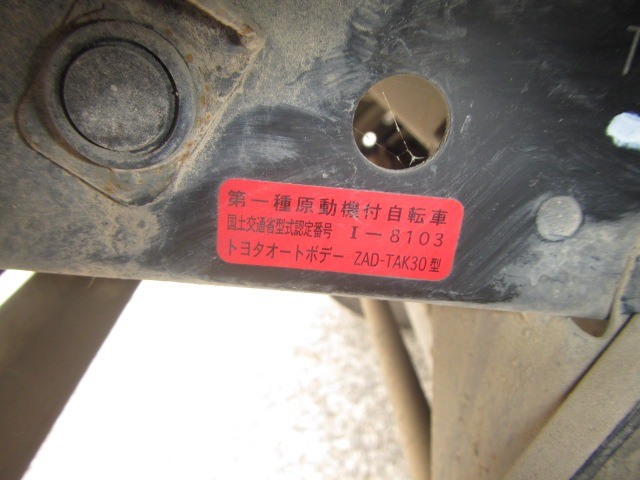 第一種原動機付自転車
国土交通省型式認定番号 I-8103
トヨタオートボデー ZAD-TAK30型
T